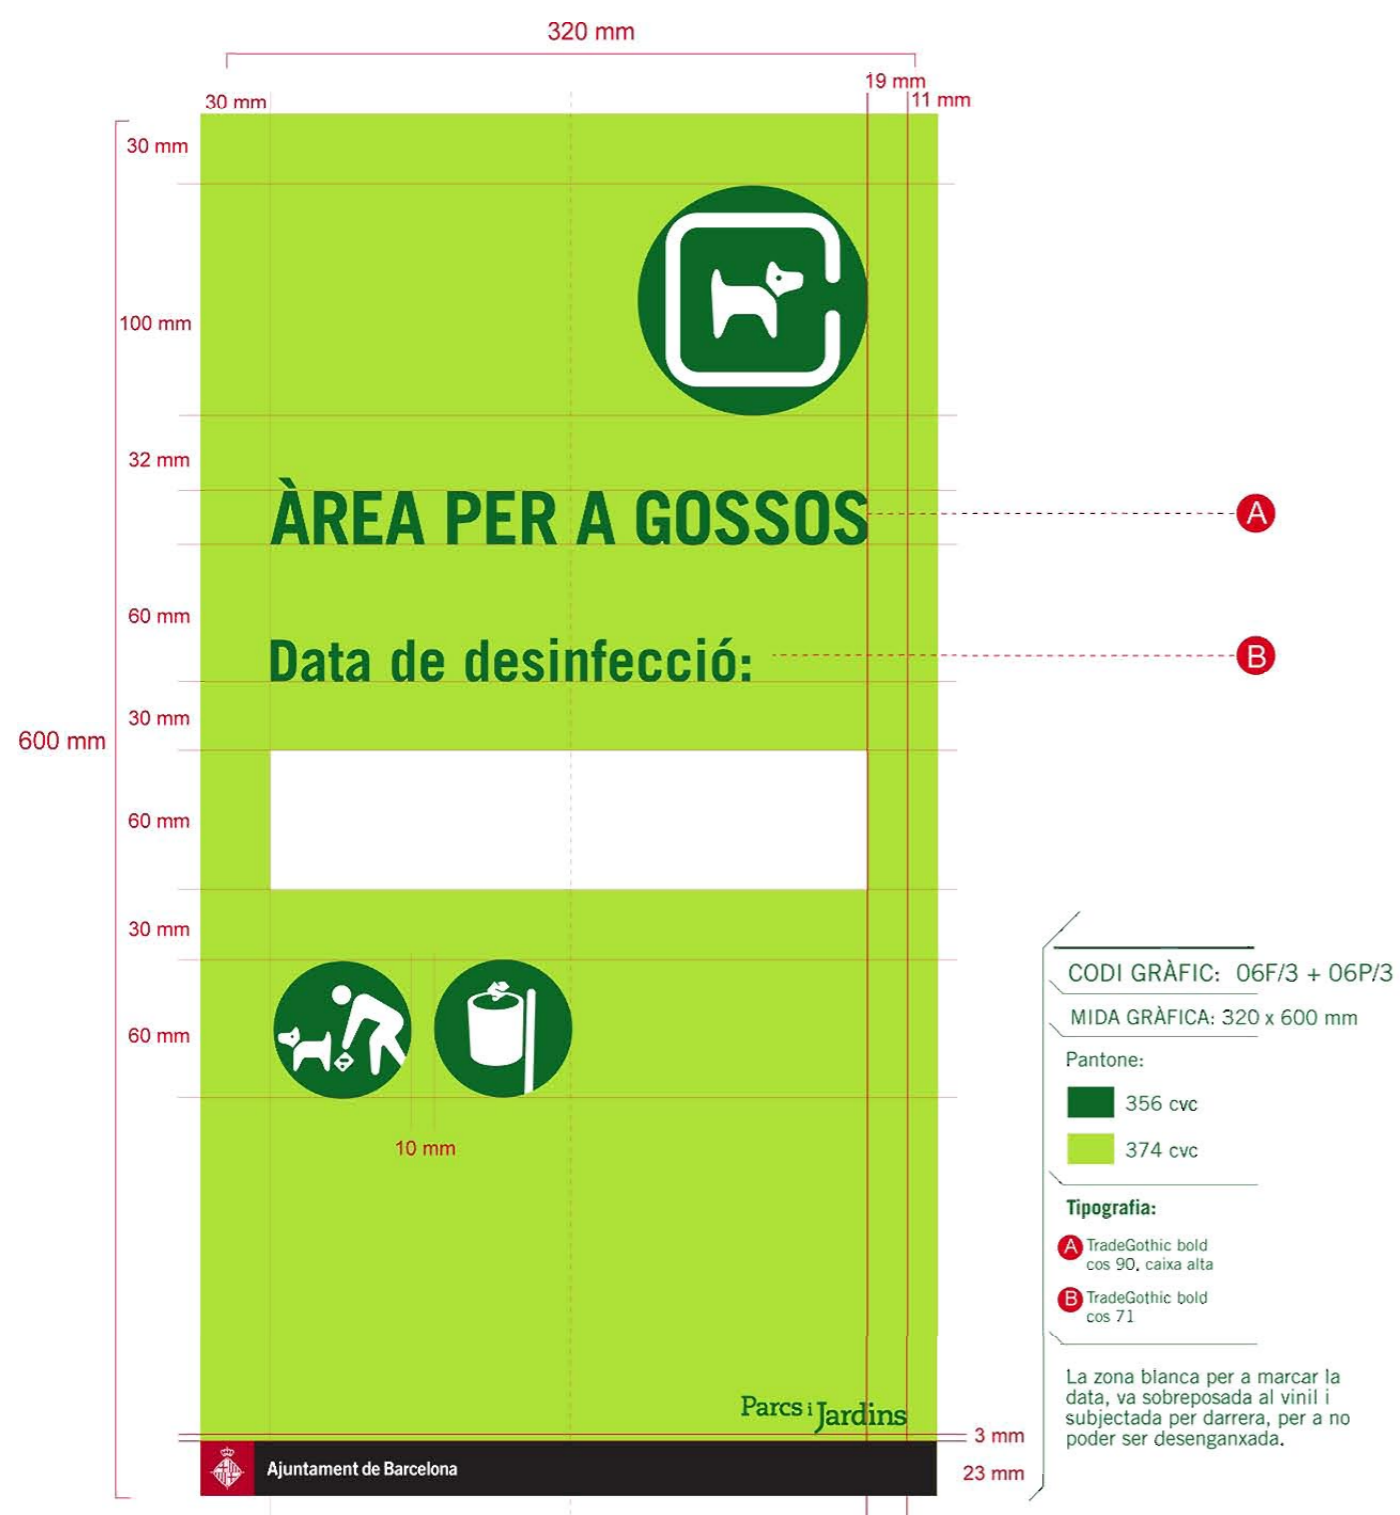 320 mm
19 mm
30 mm
11 mm
30 mm
100 mm
32 mm
ÀREA PER A GOSSOS
A
60 mm
Data de desinfecció:
B
30 mm
600 mm
60 mm
30 mm
60 mm
10 mm
Parcs i Jardins
3 mm
Ajuntament de Barcelona
23 mm
CODI GRÀFIC: 06F/3 + 06P/3
MIDA GRÀFICA: 320 x 600 mm
Pantone:
356 cvc
374 cvc
Tipografia:
A TradeGothic bold
cos 90, caixa alta
B TradeGothic bold
cos 71
La zona blanca per a marcar la
data, va sobreposada al vinil i
subjectada per darrera, per a no
poder ser desenganxada.